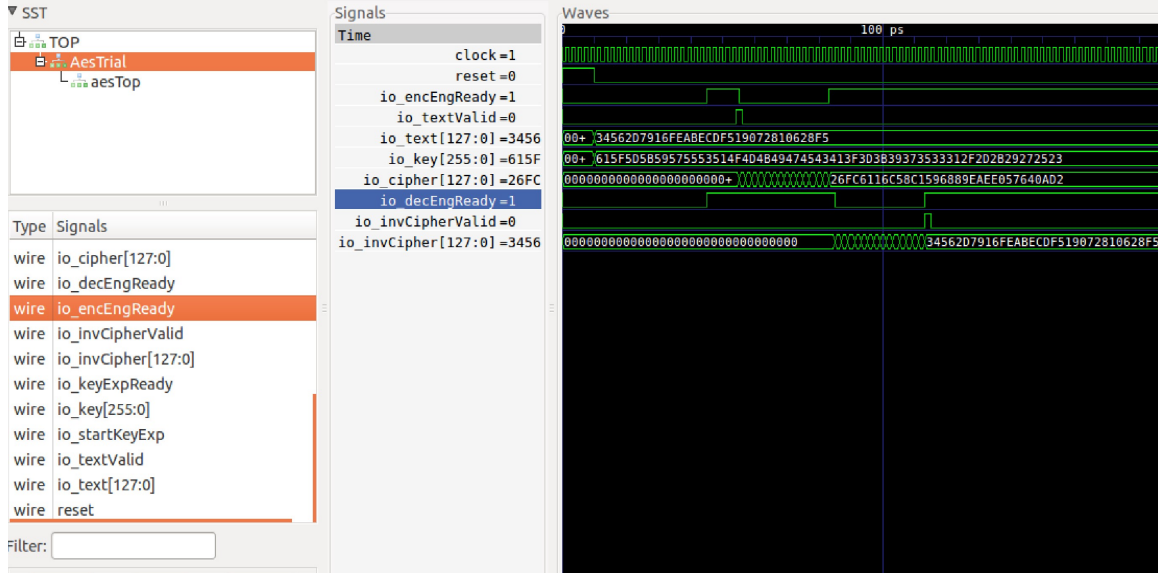 SST
TOP
AesTrial
aesTop
Type Signals
wire io_cipher[127:0]
wire io_decEngReady
wire io_encEngReady
wire io_invCipherValid
wire io_invCipher[127:0]
wire io_keyExpReady
wire io_key[255:0]
wire io_startKeyExp
wire io_textValid
wire io_text[127:0]
wire reset
Filter:
Signals
Time
clock=1
reset=0
io_encEngReady=1
io_textValid=0
io_text[127:0]=3456
io_key[255:0]=615F
io_cipher[127:0]=26FC
io_decEngReady=1
io_invCipherValid=0
io_invCipher[127:0]=3456
Waves
100 ps
00+ 34562D7916FEABECDF519072810628F5
00+ 615F5D5B59575553514F4D4B49474543413F3D3B39373533312F2D2B29272523
0000000000000000000000+ 26FC6116C58C1596889EAEE057640AD2
00000000000000000000000000000000 34562D7916FEABECDF519072810628F5